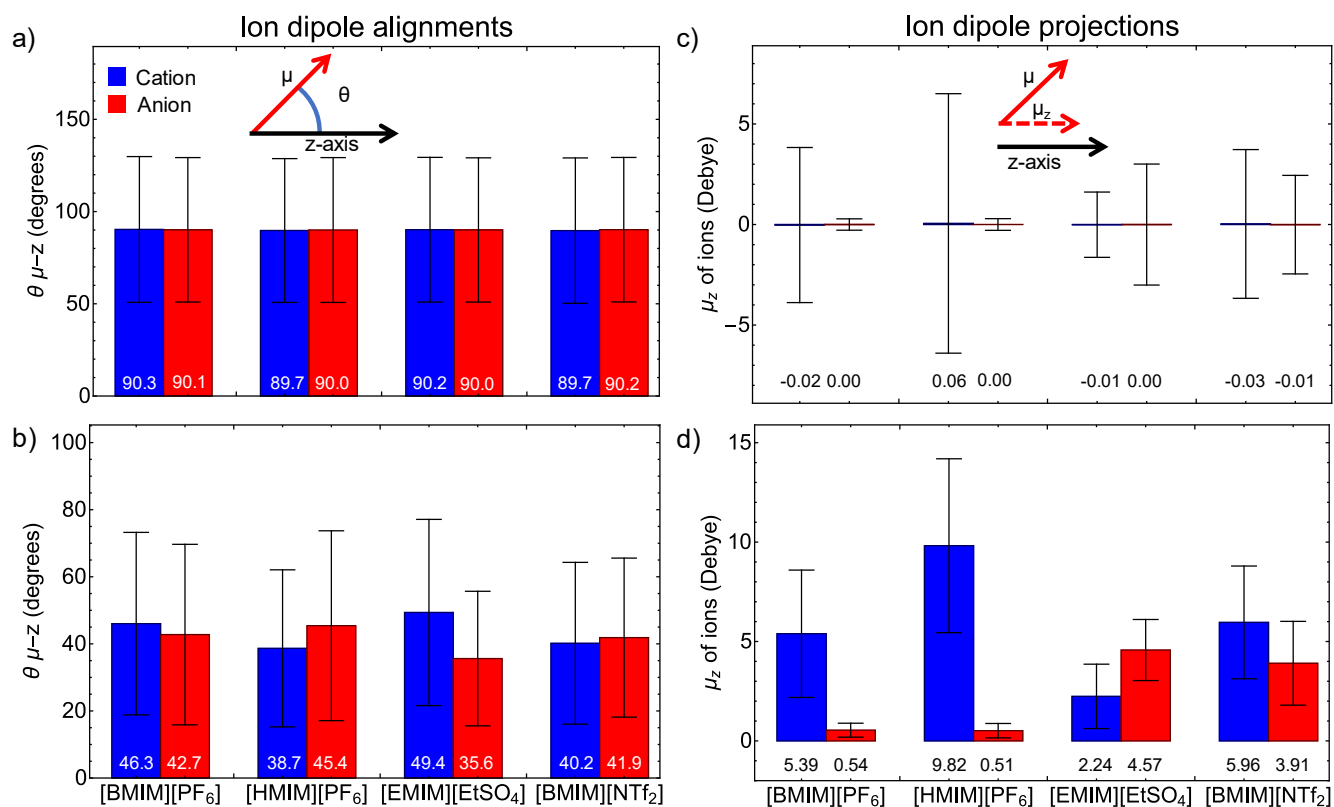 Ion dipole alignments
a)
Cation
Anion
μ
θ
z-axis
θ μ−z (degrees)
150
100
50
0
90.3 90.1 89.7 90.0 90.2 90.0 89.7 90.2
Ion dipole projections
c)
μ
μz
z-axis
μz of ions (Debye)
5
0
−5
-0.02 0.00 0.06 0.00 -0.01 0.00 -0.03 -0.01
b)
θ μ−z (degrees)
100
80
60
40
20
0
46.3 42.7 38.7 45.4 49.4 35.6 40.2 41.9
[BMIM][PF6] [HMIM][PF6] [EMIM][EtSO4] [BMIM][NTf2]
d)
μz of ions (Debye)
15
10
5
0
5.39 0.54 9.82 0.51 2.24 4.57 5.96 3.91
[BMIM][PF6] [HMIM][PF6] [EMIM][EtSO4] [BMIM][NTf2]